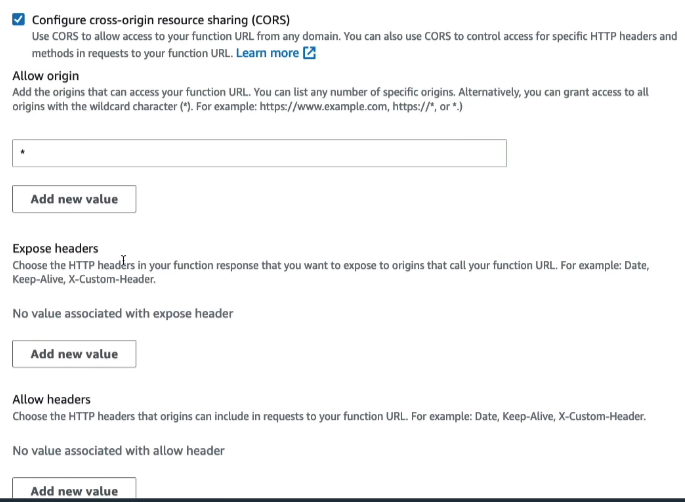 Configure cross-origin resource sharing (CORS)
Use CORS to allow access to your function URL from any domain. You can also use CORS to control access for specific HTTP headers and
methods in requests to your function URL. Learn more
Allow origin
Add the origins that can access your function URL. You can list any number of specific origins. Alternatively, you can grant access to all
origins with the wildcard character (*). For example: https://www.example.com, https://*, or *.)
*
Add new value
Expose headers
Choose the HTTP headers in your function response that you want to expose to origins that call your function URL. For example: Date,
Keep-Alive, X-Custom-Header.
No value associated with expose header
Add new value
Allow headers
Choose the HTTP headers that origins can include in requests to your function URL. For example: Date, Keep-Alive, X-Custom-Header.
No value associated with allow header
Add new value